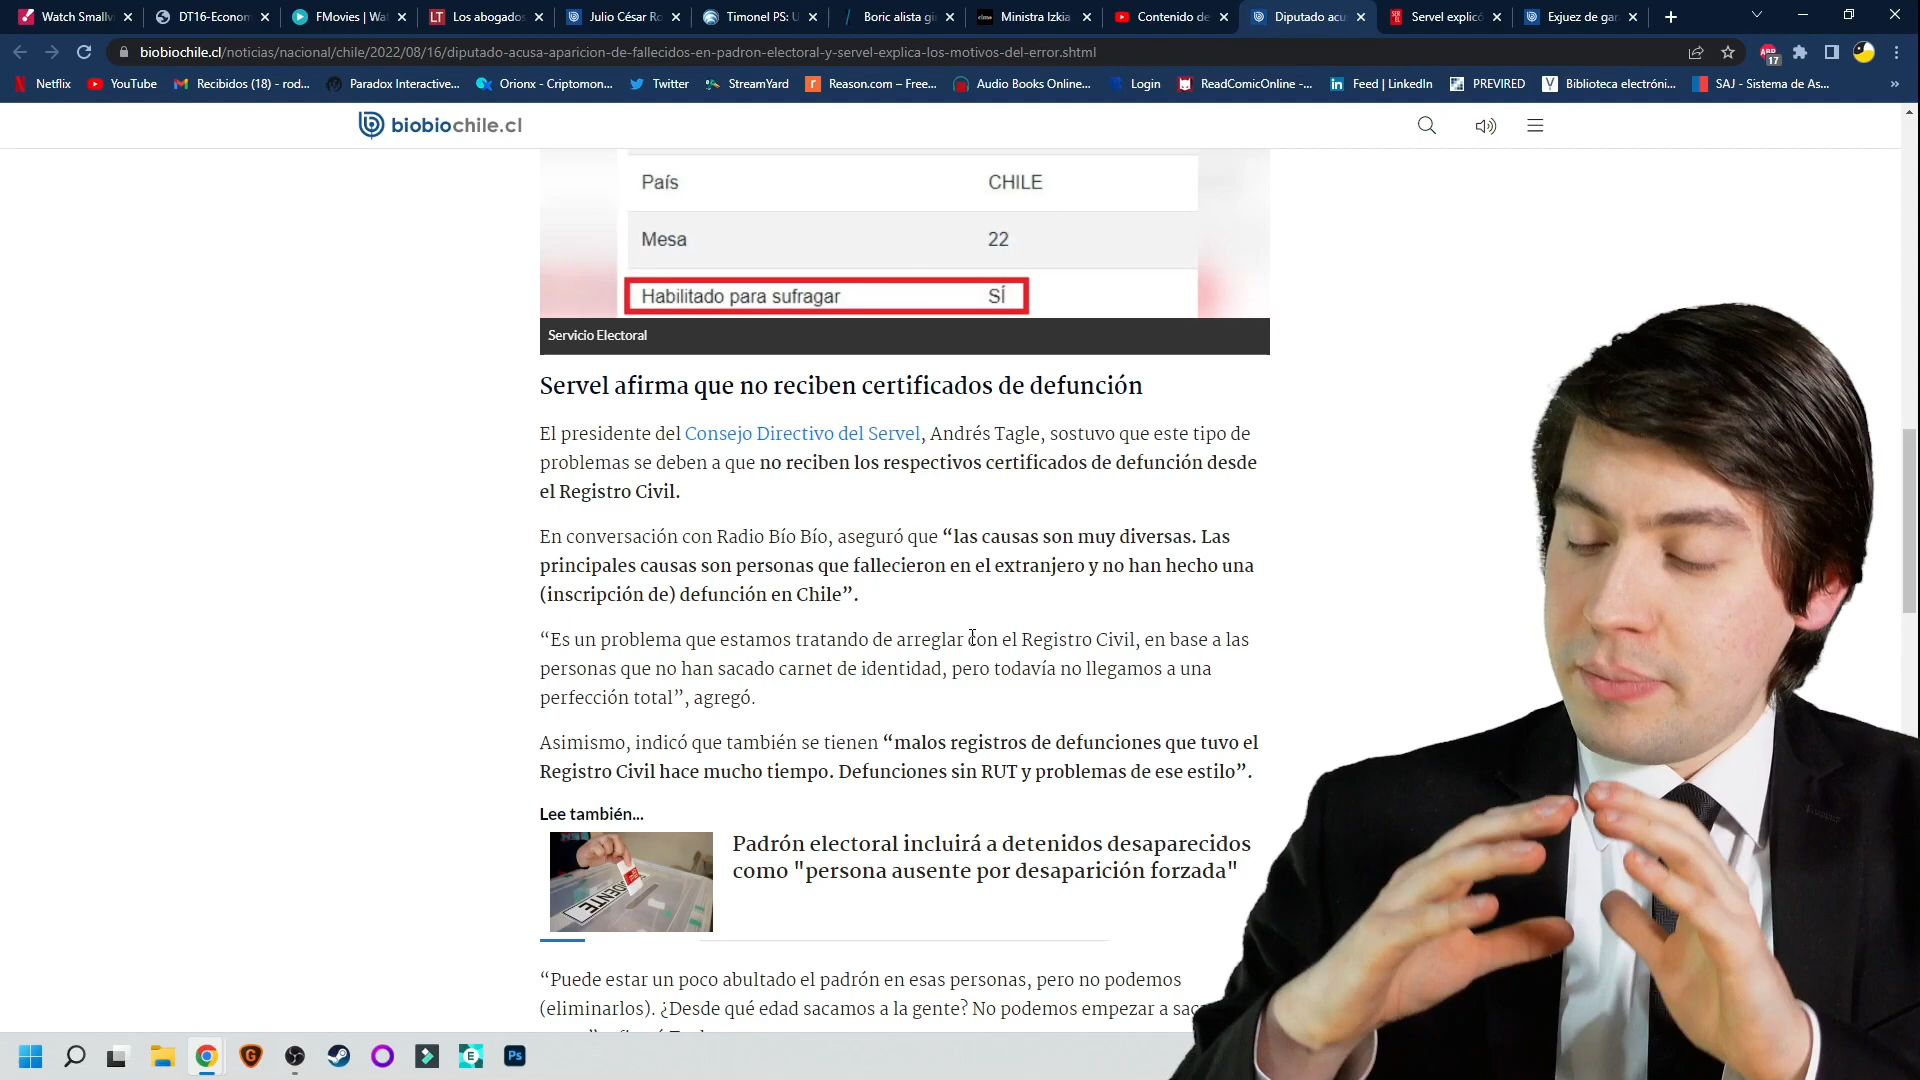 Watch Smallv
DT16-Econom
FMovies | Wat
Los abogados
Julio César Ro
Timonel PS: U
Boric alista gi
Ministra Izkia
Contenido de
Diputado acu
Servel explicó
Exjuez de gar
biobiochile.cl/noticias/nacional/chile/2022/08/16/diputado-acusa-aparicion-de-fallecidos-en-padron-electoral-y-servel-explica-los-motivos-del-error.shtml
17
Netflix
YouTube
Recibidos (18) - rod...
Paradox Interactive...
Orionx - Criptomon...
Twitter
StreamYard
Reason.com – Free...
Audio Books Online...
Login
ReadComicOnline -...
Feed | LinkedIn
PREVIRED
Biblioteca electróni...
SAJ - Sistema de As...
biobiochile.cl
País CHILE
Mesa 22
Habilitado para sufragar SÍ
Servicio Electoral
Servel afirma que no reciben certificados de defunción
El presidente del Consejo Directivo del Servel, Andrés Tagle, sostuvo que este tipo de
problemas se deben a que no reciben los respectivos certificados de defunción desde
el Registro Civil.
En conversación con Radio Bío Bío, aseguró que “las causas son muy diversas. Las
principales causas son personas que fallecieron en el extranjero y no han hecho una
(inscripción de) defunción en Chile”.
“Es un problema que estamos tratando de arreglar con el Registro Civil, en base a las
personas que no han sacado carnet de identidad, pero todavía no llegamos a una
perfección total”, agregó.
Asimismo, indicó que también se tienen “malos registros de defunciones que tuvo el
Registro Civil hace mucho tiempo. Defunciones sin RUT y problemas de ese estilo”.
Lee también...
Padrón electoral incluirá a detenidos desaparecidos
como "persona ausente por desaparición forzada"
“Puede estar un poco abultado el padrón en esas personas, pero no podemos
(eliminarlos). ¿Desde qué edad sacamos a la gente? No podemos empezar a